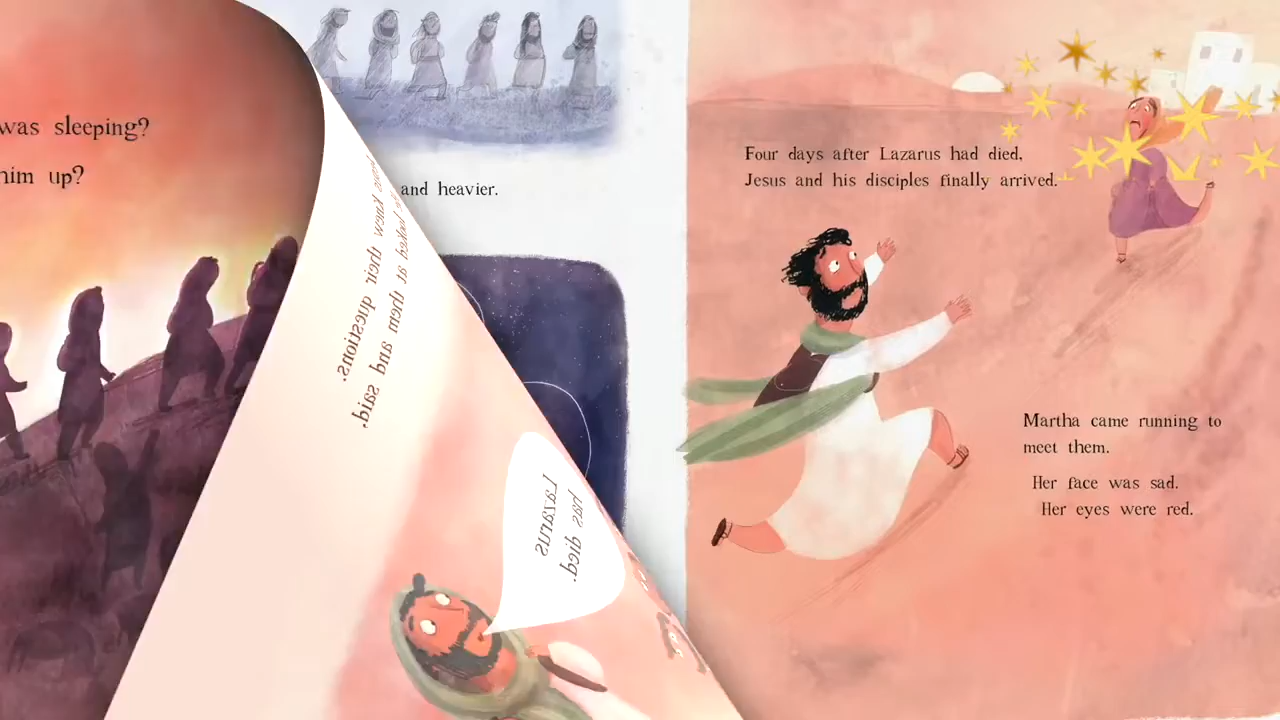 was sleeping?
him up?
looked at them and said,
knew their questions.
Lazarus
has died.
and heavier.
Four days after Lazarus had died,
Jesus and his disciples finally arrived.
Martha came running to
meet them.
Her face was sad.
Her eyes were red.